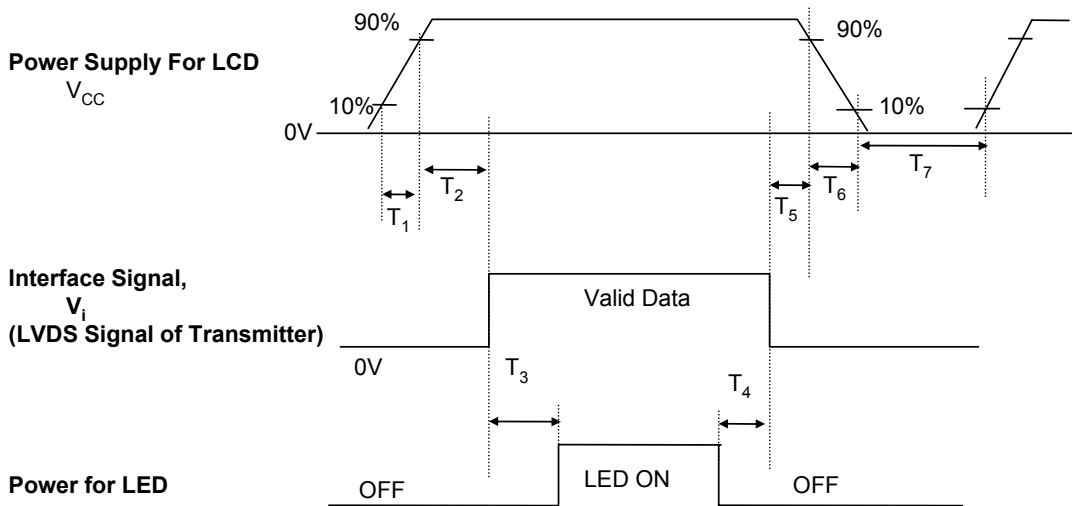 90%
90%
Power Supply For LCD
VCC
10%
10%
0V
T1
T2
T5
T6
T7
Interface Signal,
Vi
(LVDS Signal of Transmitter)
Valid Data
0V
T3
T4
Power for LED
OFF
LED ON
OFF